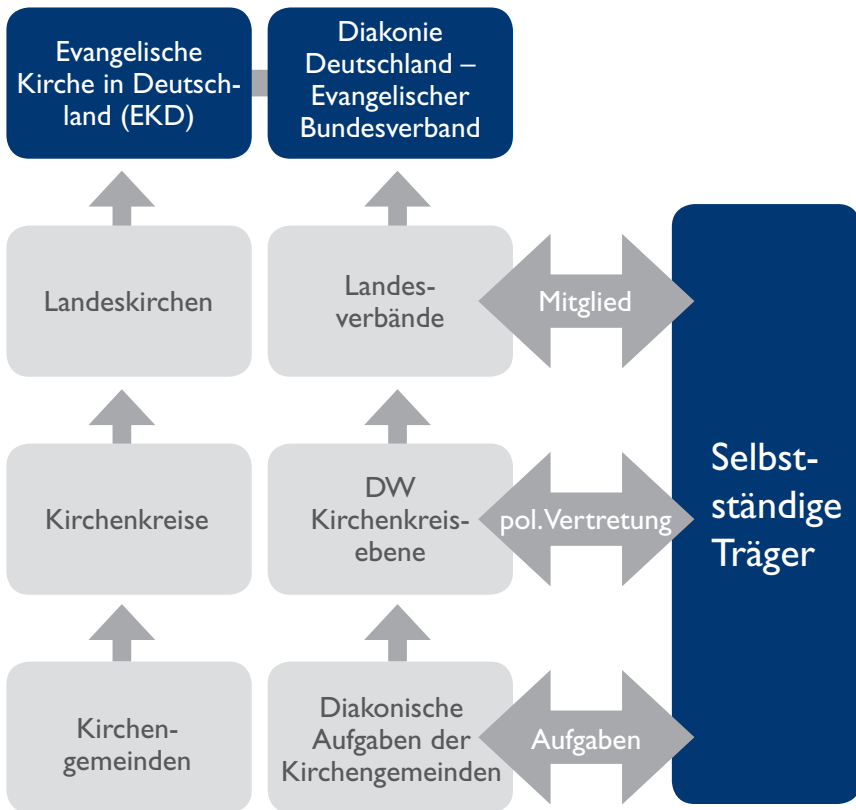 Evangelische
Kirche in Deutsch-
land (EKD)
Diakonie
Deutschland –
Evangelischer
Bundesverband
Landeskirchen
Landes-
verbände
Mitglied
Kirchenkreise
DW
Kirchenkreis-
ebene
pol. Vertretung
Selbst-
ständige
Träger
Kirchen-
gemeinden
Diakonische
Aufgaben der
Kirchengemeinden
Aufgaben